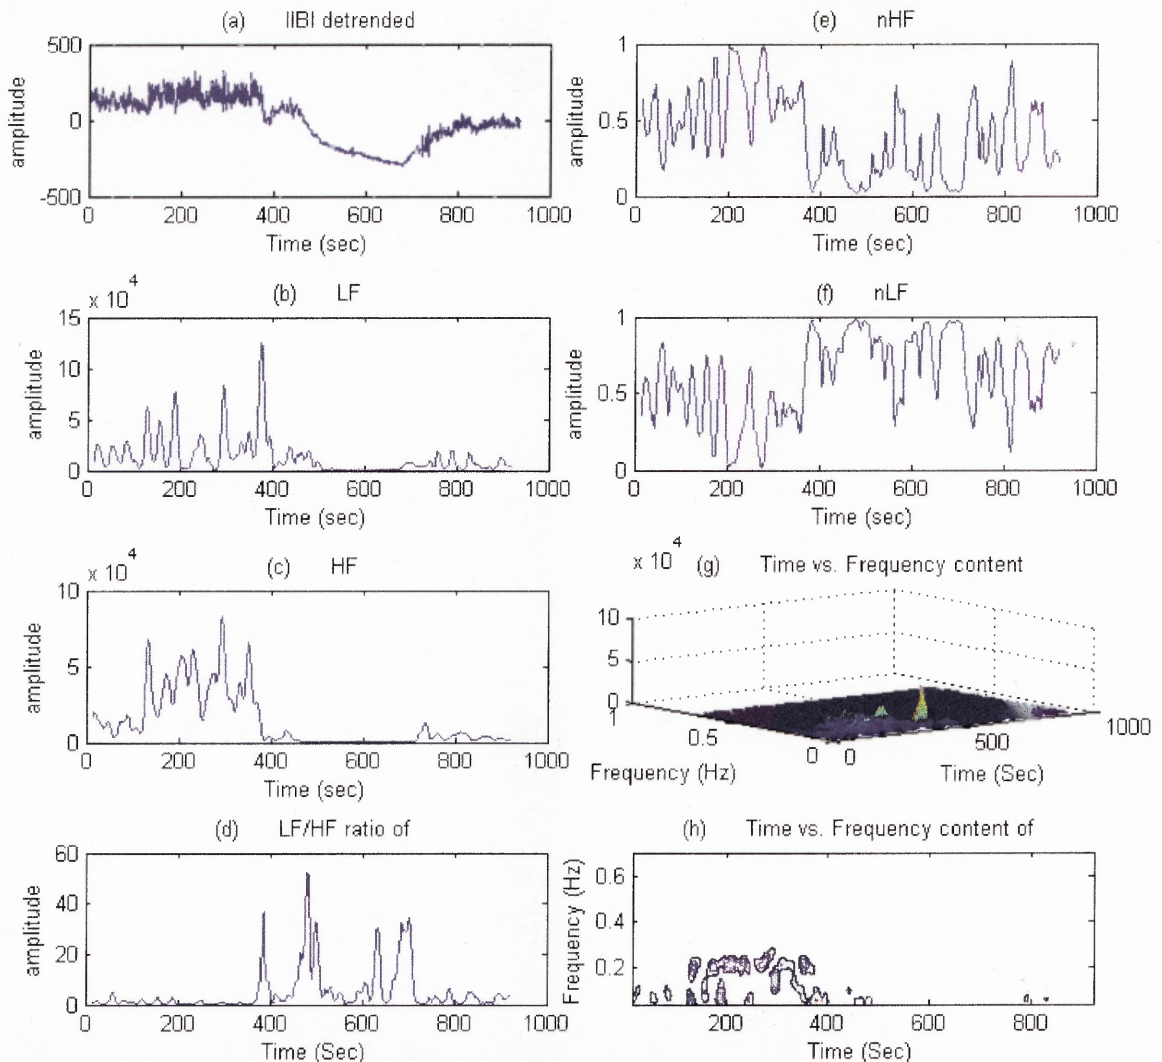 (a) IIBI detrended
500
0
-500
amplitude
0 200 400 600 800 1000
Time (sec)
(b) LF
x 10^4
15
10
5
0
amplitude
0 200 400 600 800 1000
Time (sec)
(c) HF
x 10^4
10
5
0
amplitude
0 200 400 600 800 1000
Time (sec)
(d) LF/HF ratio of
60
40
20
0
amplitude
0 200 400 600 800 1000
Time (Sec)
(e) nHF
1
0.5
0
amplitude
0 200 400 600 800 1000
Time (sec)
(f) nLF
1
0.5
0
amplitude
0 200 400 600 800 1000
Time (sec)
(g) Time vs. Frequency content
x 10^4
10
5
0
1
0.5
0
Frequency (Hz)
0
500
1000
Time (Sec)
(h) Time vs. Frequency content of
0.6
0.4
0.2
Frequency (Hz)
200 400 600 800
Time (Sec)